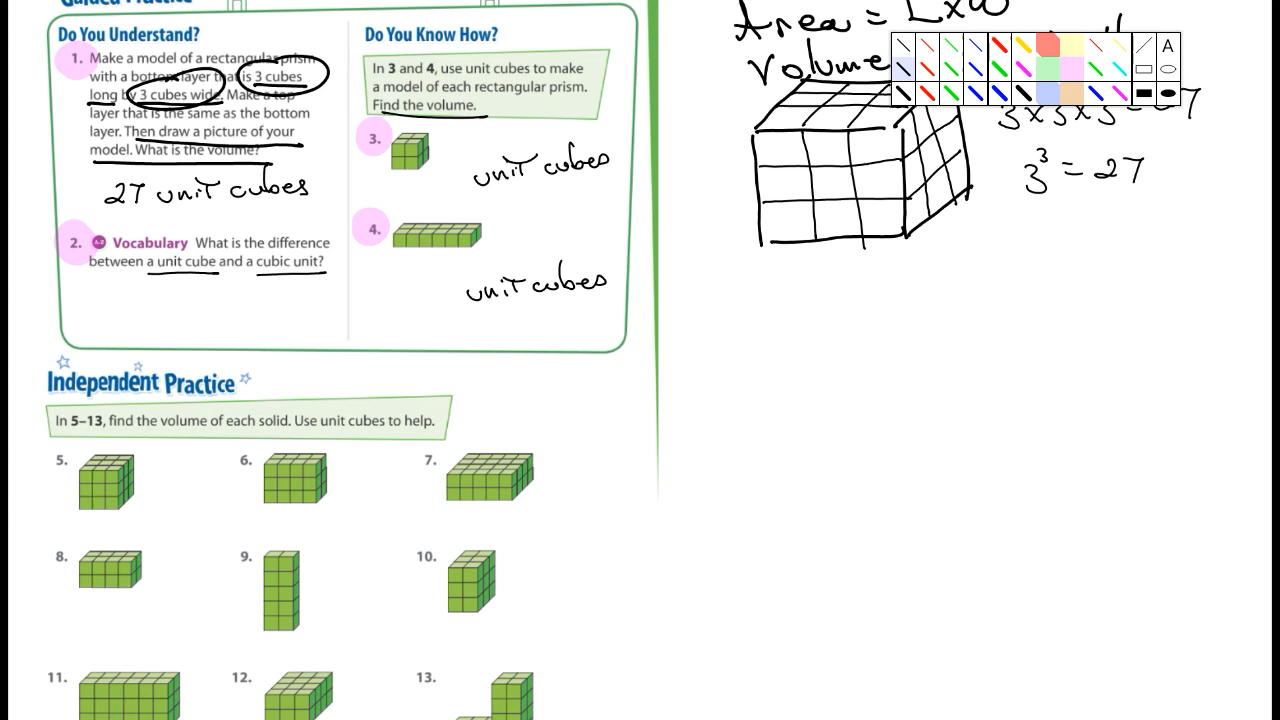 Guided Practice
Do You Understand?
1. Make a model of a rectangular prism
with a bottom layer that is 3 cubes
long by 3 cubes wide. Make a top
layer that is the same as the bottom
layer. Then draw a picture of your
model. What is the volume?
27 unit cubes
2. A-Z Vocabulary What is the difference
between a unit cube and a cubic unit?
Do You Know How?
In 3 and 4, use unit cubes to make
a model of each rectangular prism.
Find the volume.
3.
unit cubes
4.
unit cubes
Independent Practice
In 5–13, find the volume of each solid. Use unit cubes to help.
5. 6. 7.
8. 9. 10.
11. 12. 13.
Area = L×W
Volume
A
3×3×3 = 27
3³ = 27